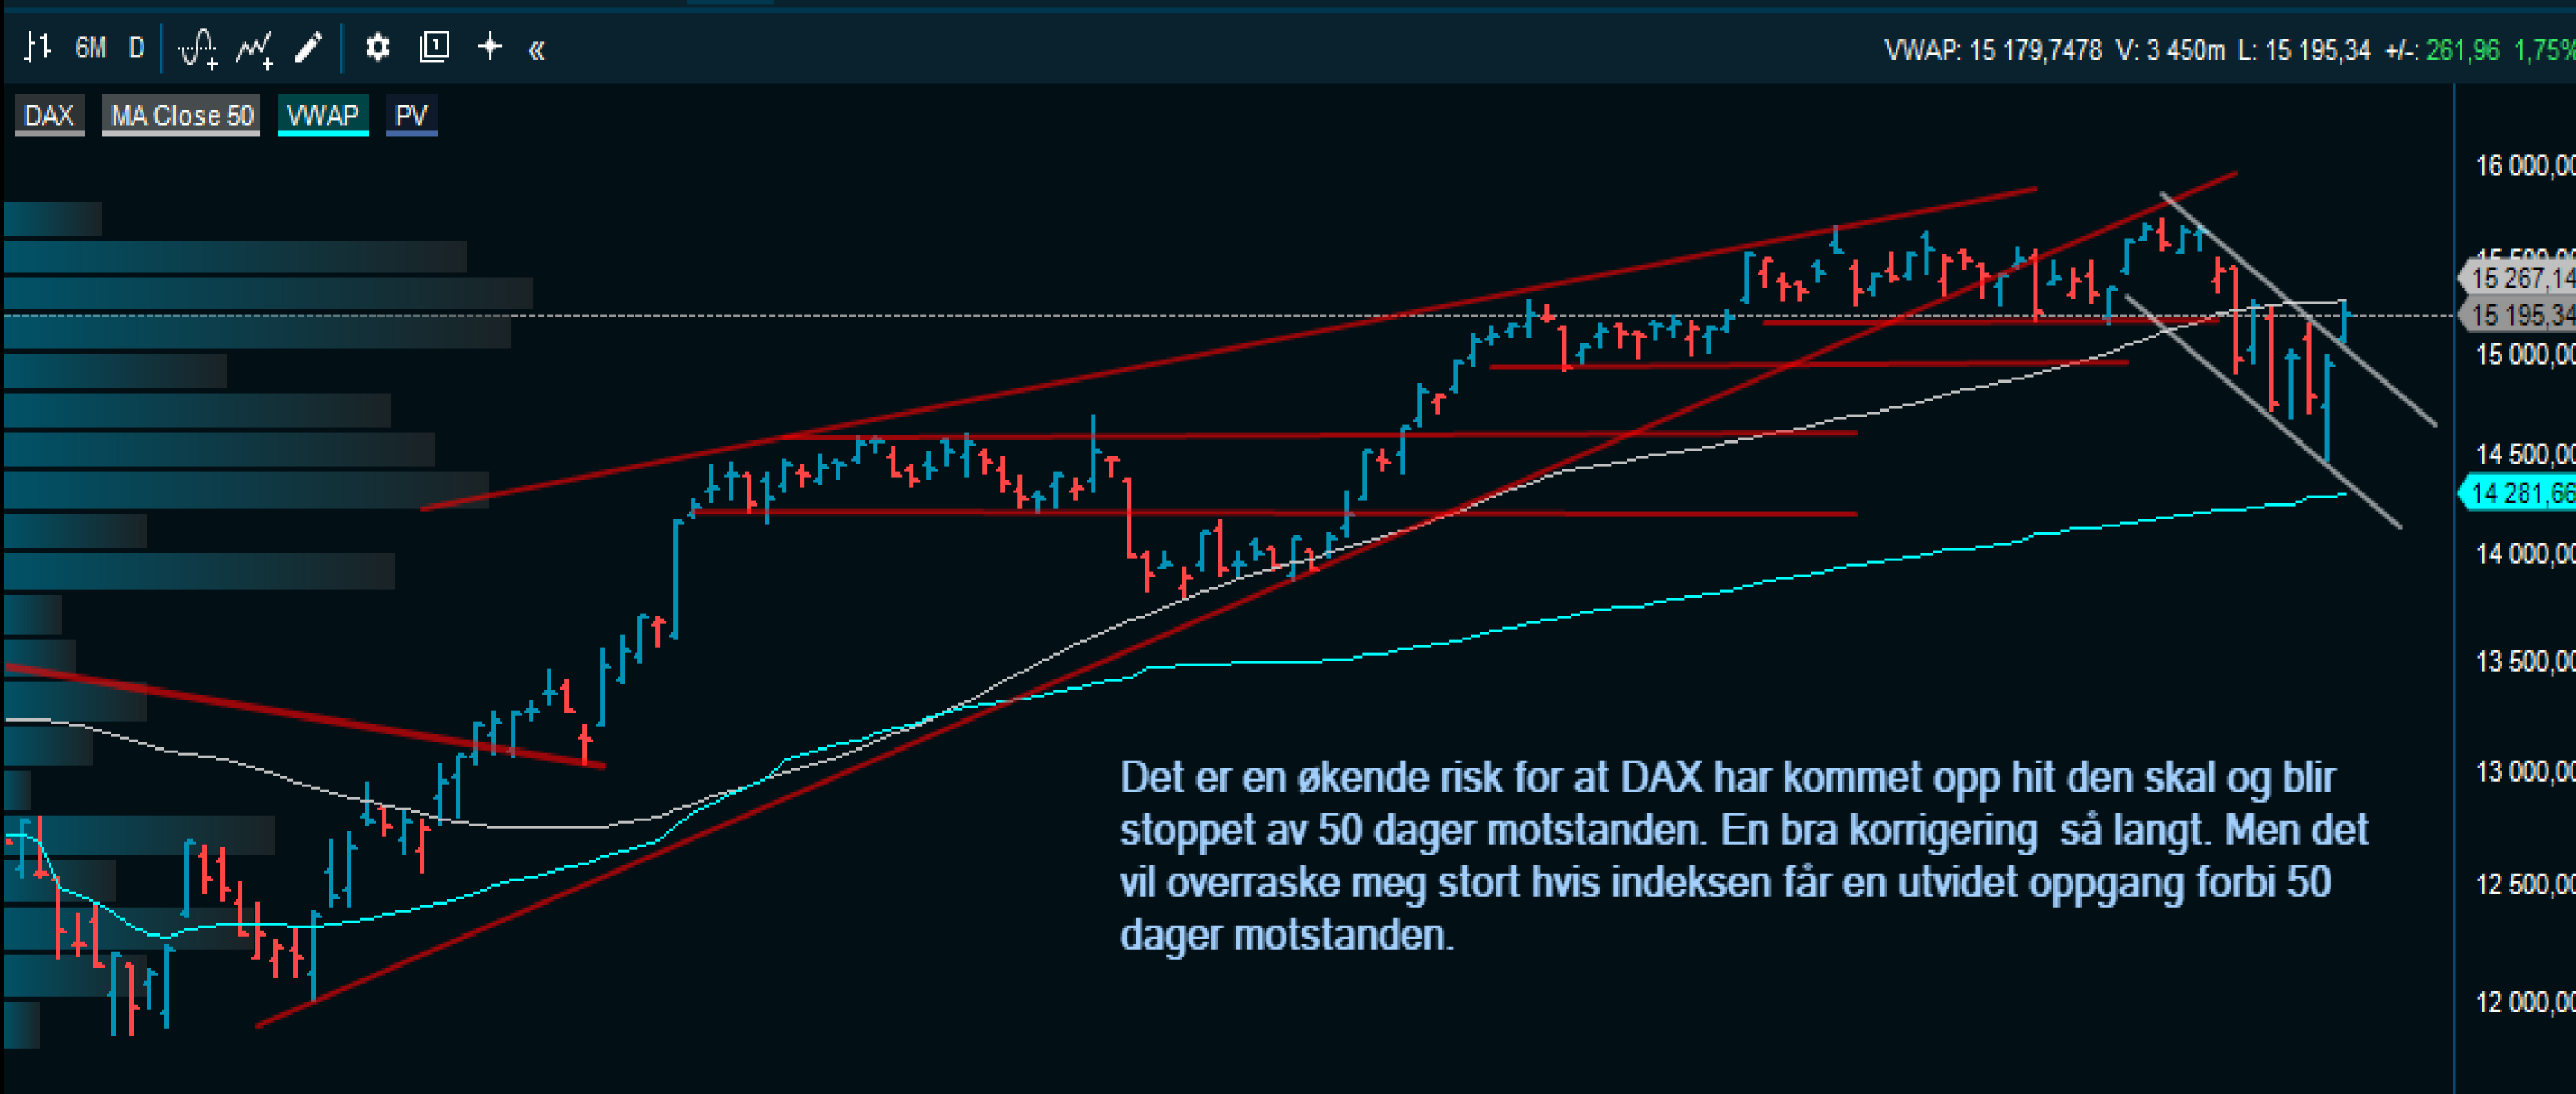 6M D
VWAP: 15 179,7478 V: 3 450m L: 15 195,34 +/-: 261,96 1,75%
DAX MA Close 50 VWAP PV
16 000,00
15 267,14
15 195,34
15 000,00
14 500,00
14 281,66
14 000,00
13 500,00
13 000,00
12 500,00
12 000,00
Det er en økende risk for at DAX har kommet opp hit den skal og blir
stoppet av 50 dager motstanden. En bra korrigering så langt. Men det
vil overraske meg stort hvis indeksen får en utvidet oppgang forbi 50
dager motstanden.